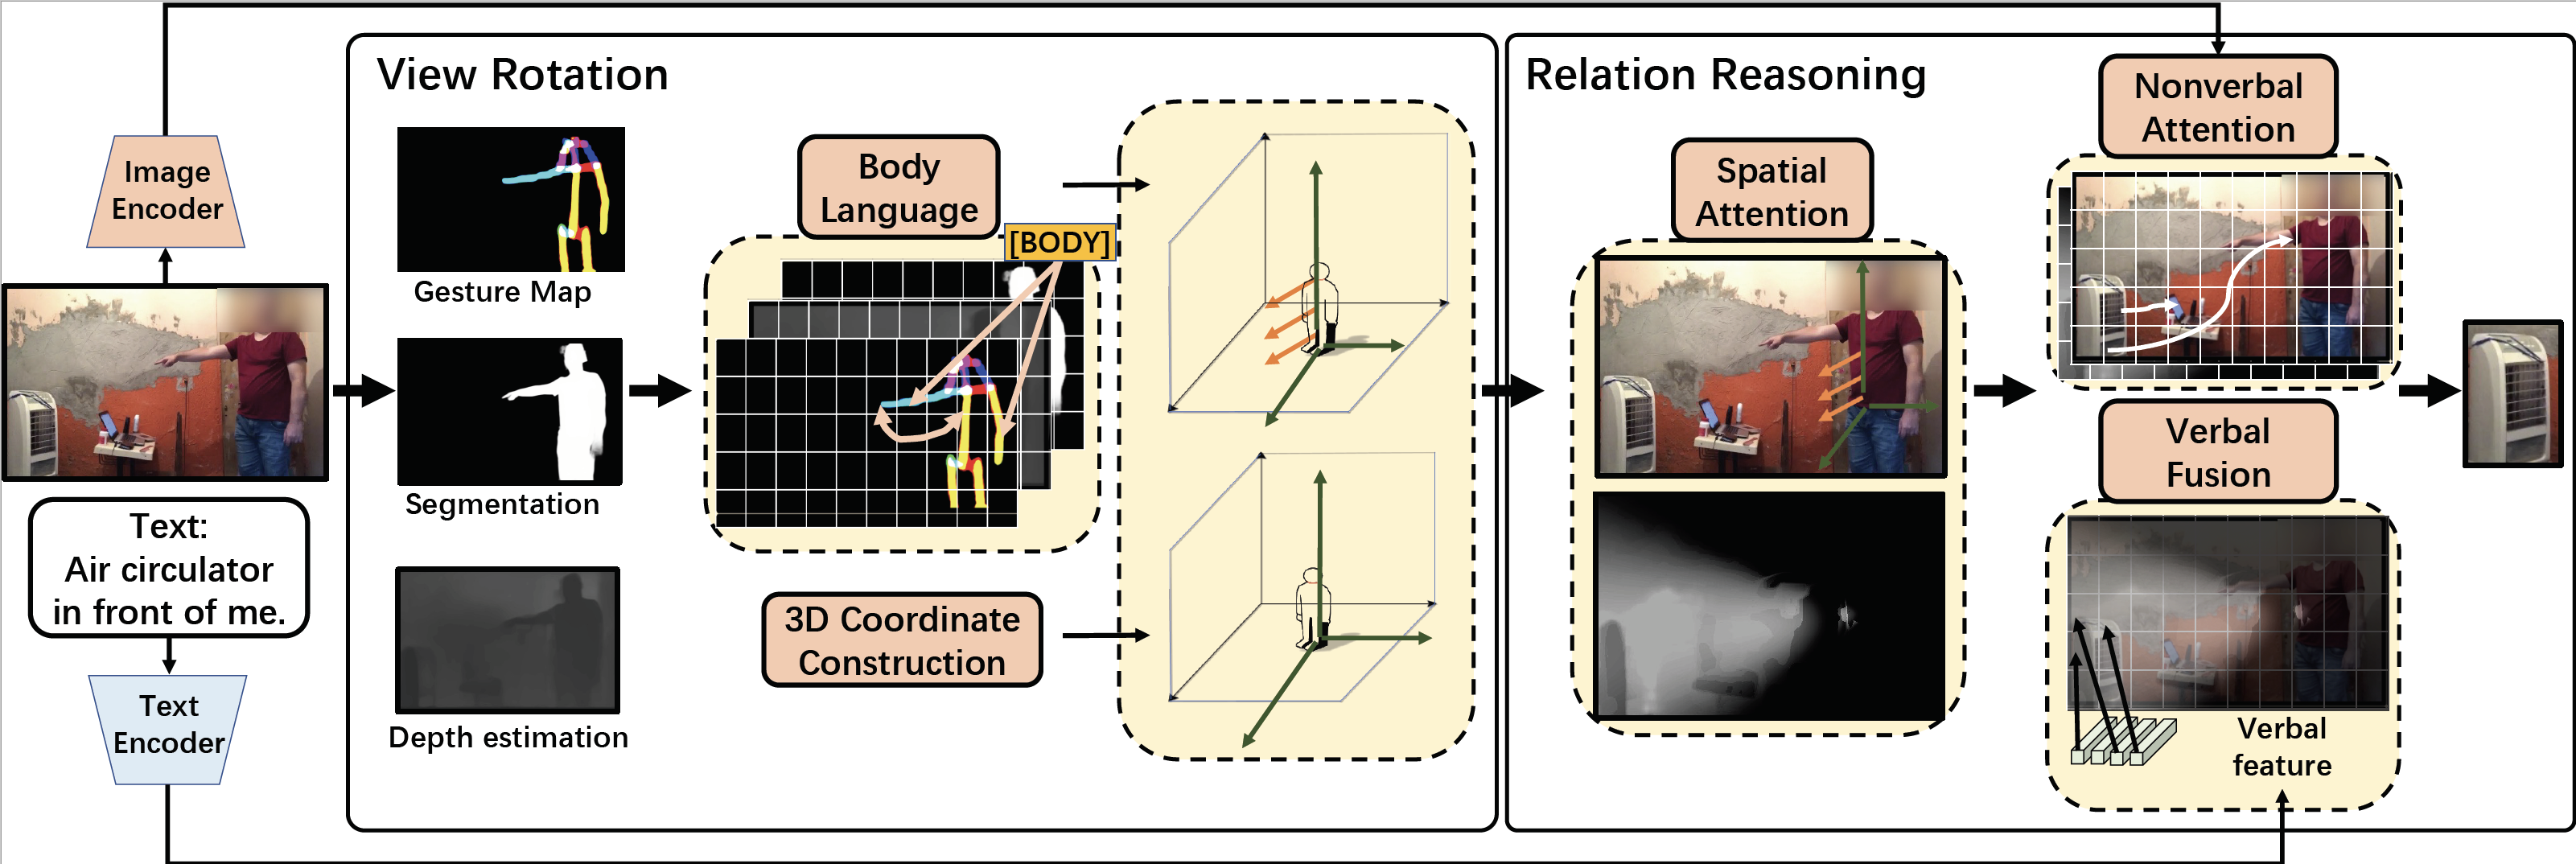 View Rotation
Relation Reasoning
Image
Encoder
Text:
Air circulator
in front of me.
Text
Encoder
Gesture Map
Segmentation
Depth estimation
Body
Language
[BODY]
3D Coordinate
Construction
Spatial
Attention
Nonverbal
Attention
Verbal
Fusion
Verbal
feature